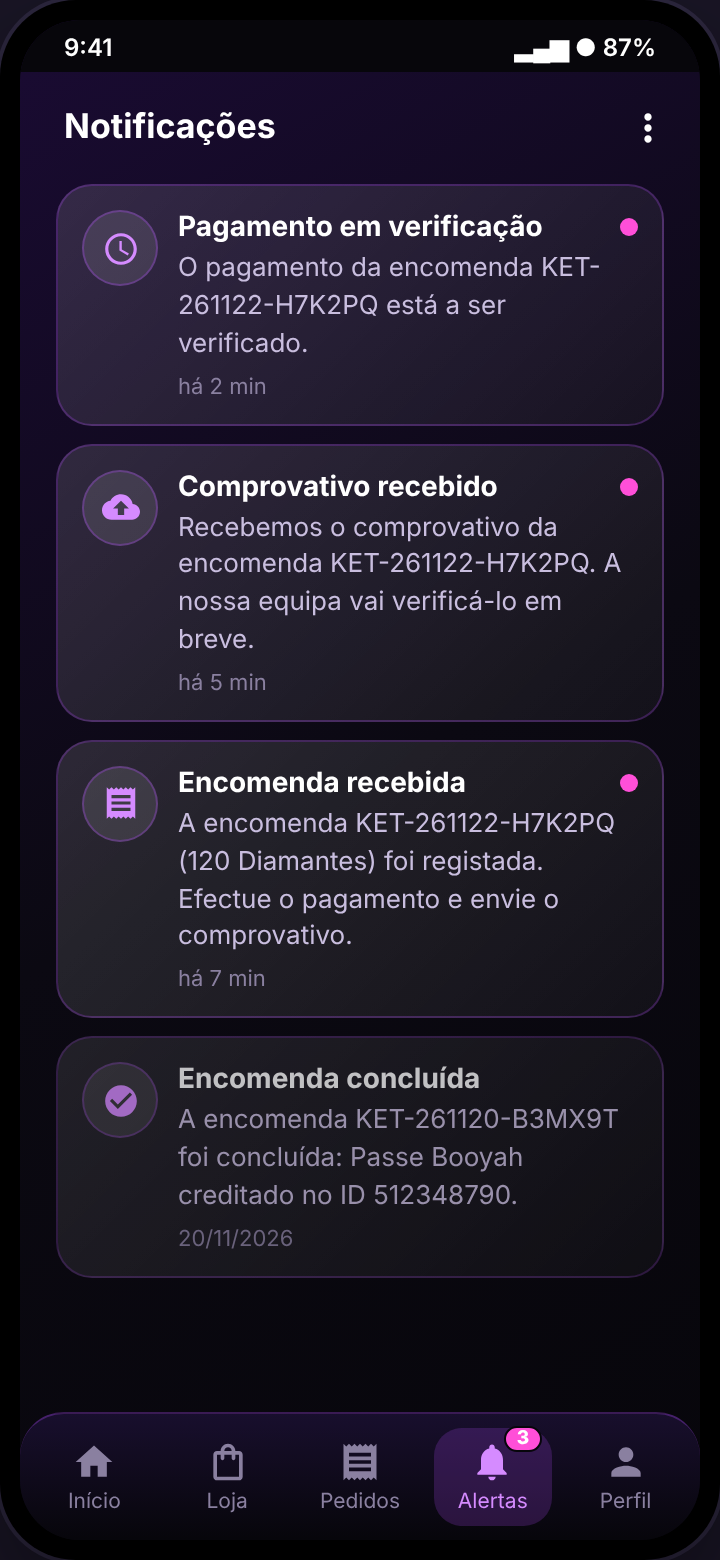 9:41
87%
Notificações
Pagamento em verificação
O pagamento da encomenda KET-
261122-H7K2PQ está a ser
verificado.
há 2 min
Comprovativo recebido
Recebemos o comprovativo da
encomenda KET-261122-H7K2PQ. A
nossa equipa vai verificá-lo em
breve.
há 5 min
Encomenda recebida
A encomenda KET-261122-H7K2PQ
(120 Diamantes) foi registada.
Efectue o pagamento e envie o
comprovativo.
há 7 min
Encomenda concluída
A encomenda KET-261120-B3MX9T
foi concluída: Passe Booyah
creditado no ID 512348790.
20/11/2026
3
Início
Loja
Pedidos
Alertas
Perfil